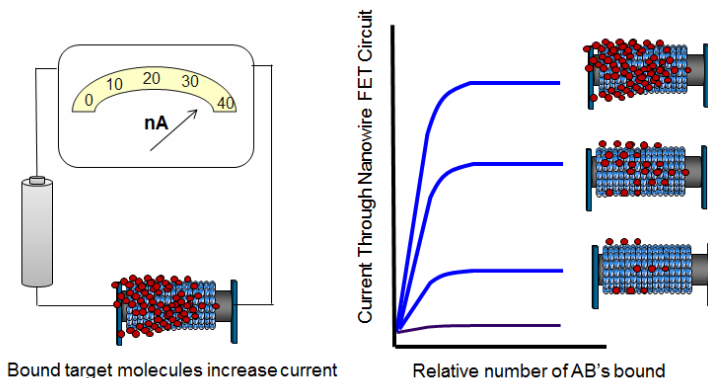 0 10 20 30 40
nA
Bound target molecules increase current
Current Through Nanowire FET Circuit
Relative number of AB's bound